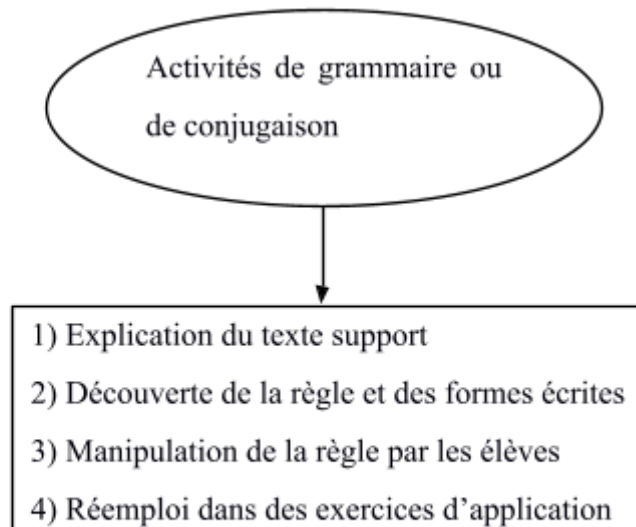 Activités de grammaire ou
de conjugaison
1) Explication du texte support
2) Découverte de la règle et des formes écrites
3) Manipulation de la règle par les élèves
4) Réemploi dans des exercices d’application